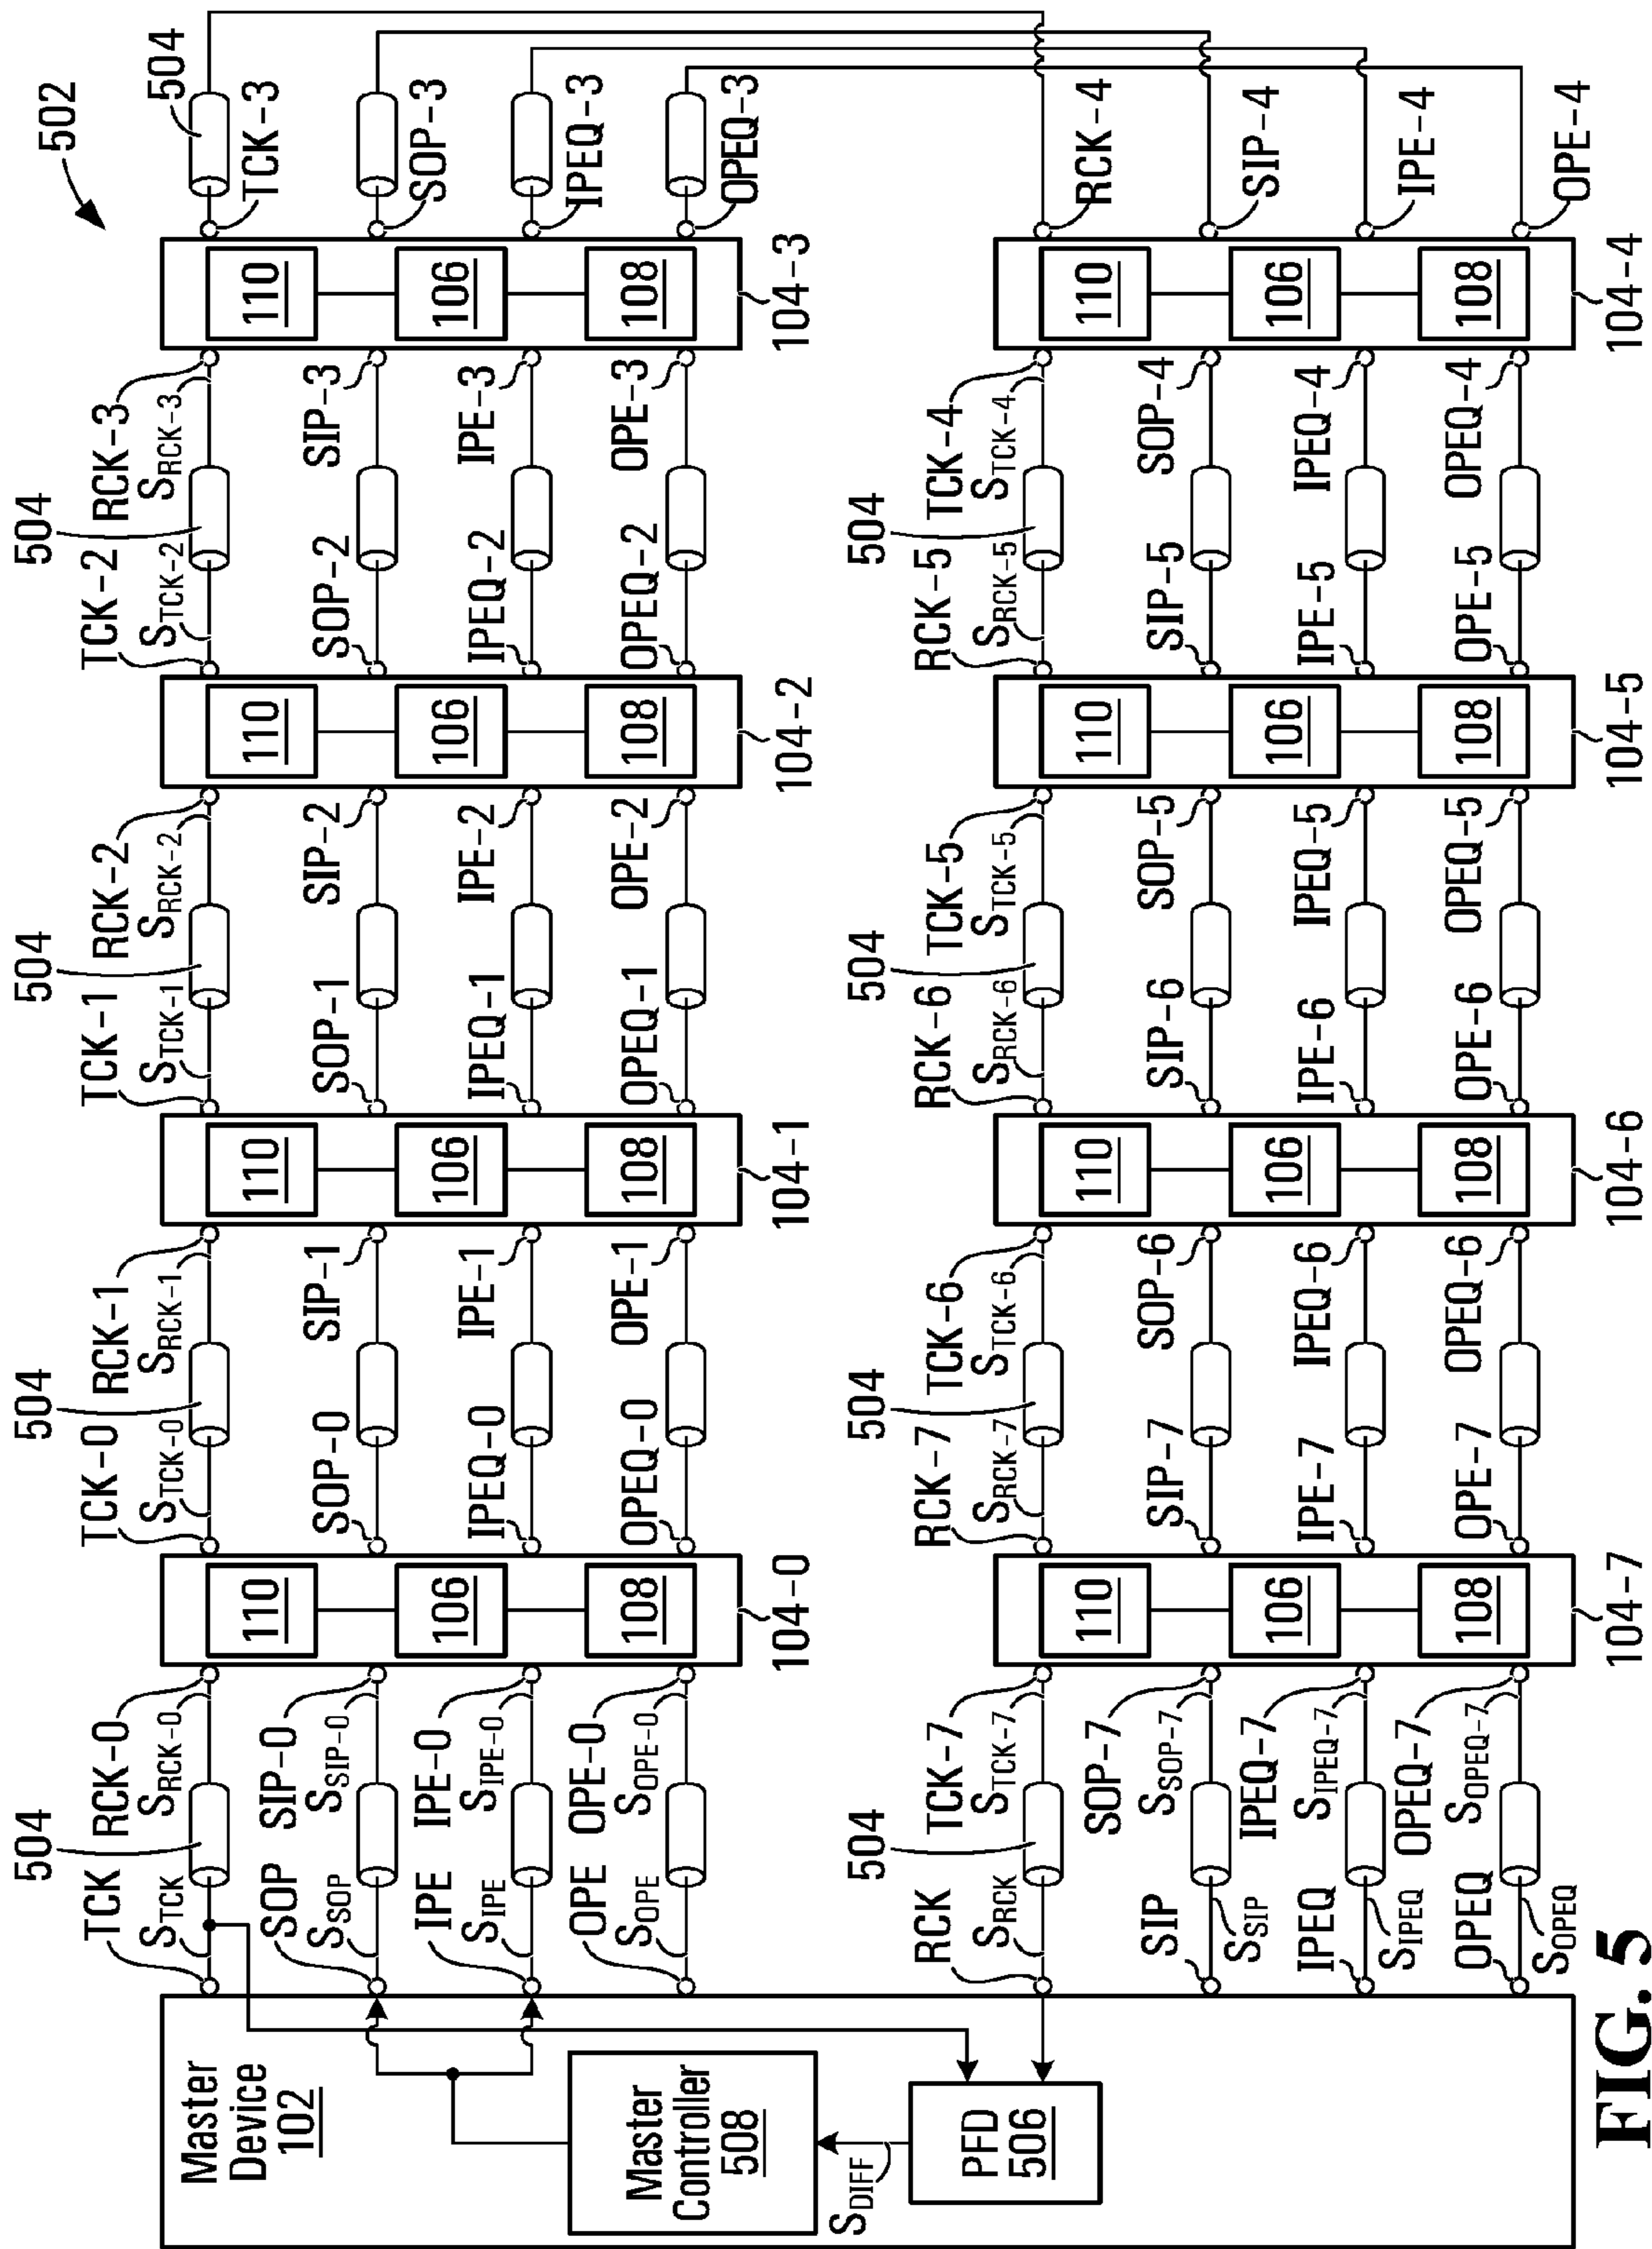 502
504 504 504 504 504
TCK RCK-0 TCK-0 RCK-1 TCK-1 RCK-2 TCK-2 RCK-3
STCK SRCK-0 STCK-0 SRCK-1 STCK-1 SRCK-2 STCK-2 SRCK-3
TCK-3
Master
Device
102
110 110 110 110
SOP SIP-0 SOP-0 SIP-1 SOP-1 SIP-2 SOP-2 SIP-3 SOP-3
SSOP SSIP-0
106 106 106 106
IPE IPE-0 IPEQ-0 IPE-1 IPEQ-1 IPE-2 IPEQ-2 IPE-3 IPEQ-3
SIPE SIPE-0
OPE OPE-0 OPEQ-0 OPE-1 OPEQ-1 OPE-2 OPEQ-2 OPE-3 OPEQ-3
SOPE SOPE-0
108 108 108 108
104-0 104-1 104-2 104-3
Master
Controller
508
SDIFF
PFD
506
504 504 504 504
RCK TCK-7 RCK-7 TCK-6 RCK-6 TCK-5 RCK-5 TCK-4 RCK-4
SRCK STCK-7 SRCK-7 STCK-6 SRCK-6 STCK-5 SRCK-5 STCK-4
110 110 110 110
SIP SOP-7 SIP-7 SOP-6 SIP-6 SOP-5 SIP-5 SOP-4 SIP-4
SSIP SSOP-7
106 106 106 106
IPEQ IPEQ-7 IPE-7 IPEQ-6 IPE-6 IPEQ-5 IPE-5 IPEQ-4 IPE-4
SIPEQ SIPEQ-7
108 108 108 108
OPEQ OPEQ-7 OPE-7 OPEQ-6 OPE-6 OPEQ-5 OPE-5 OPEQ-4 OPE-4
SOPEQ SOPEQ-7
104-7 104-6 104-5 104-4
FIG. 5